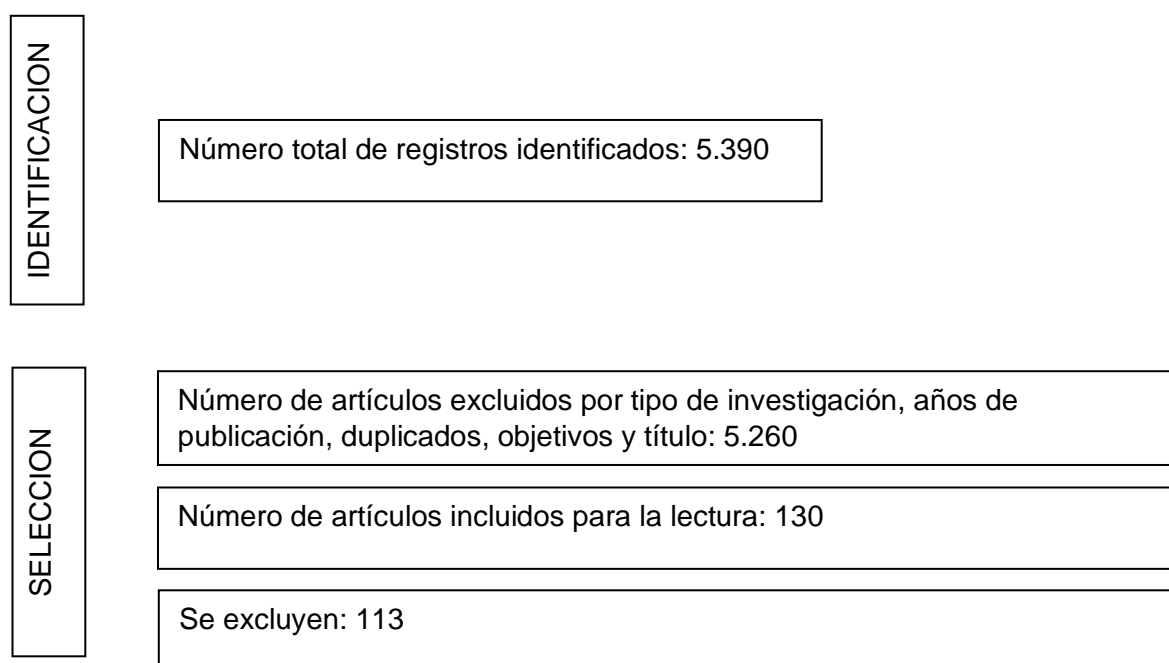 IDENTIFICACION
Número total de registros identificados: 5.390
SELECCION
Número de artículos excluidos por tipo de investigación, años de
publicación, duplicados, objetivos y título: 5.260
Número de artículos incluidos para la lectura: 130
Se excluyen: 113